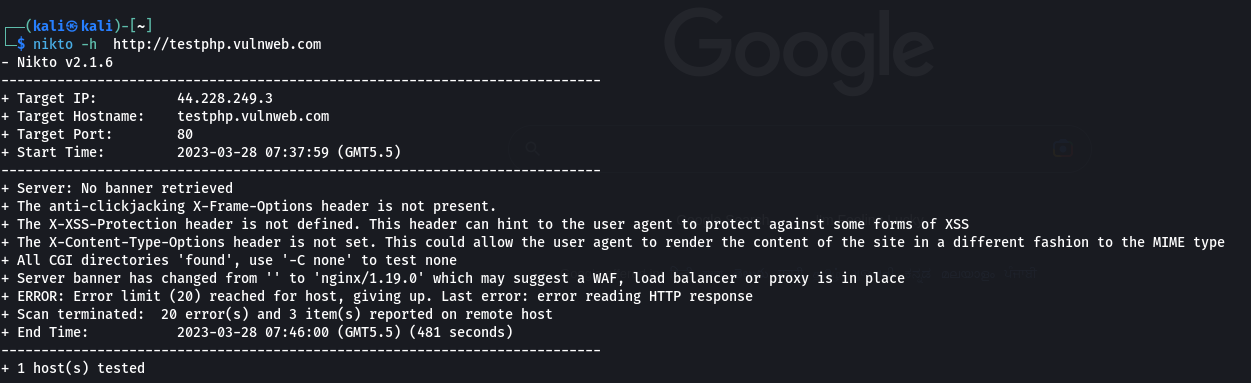 (kali㉿kali)-[~]
$ nikto -h  http://testphp.vulnweb.com
- Nikto v2.1.6
---------------------------------------------------------------------------
+ Target IP:          44.228.249.3
+ Target Hostname:    testphp.vulnweb.com
+ Target Port:        80
+ Start Time:         2023-03-28 07:37:59 (GMT5.5)
---------------------------------------------------------------------------
+ Server: No banner retrieved
+ The anti-clickjacking X-Frame-Options header is not present.
+ The X-XSS-Protection header is not defined. This header can hint to the user agent to protect against some forms of XSS
+ The X-Content-Type-Options header is not set. This could allow the user agent to render the content of the site in a different fashion to the MIME type
+ All CGI directories 'found', use '-C none' to test none
+ Server banner has changed from '' to 'nginx/1.19.0' which may suggest a WAF, load balancer or proxy is in place
+ ERROR: Error limit (20) reached for host, giving up. Last error: error reading HTTP response
+ Scan terminated:  20 error(s) and 3 item(s) reported on remote host
+ End Time:           2023-03-28 07:46:00 (GMT5.5) (481 seconds)
---------------------------------------------------------------------------
+ 1 host(s) tested
Google